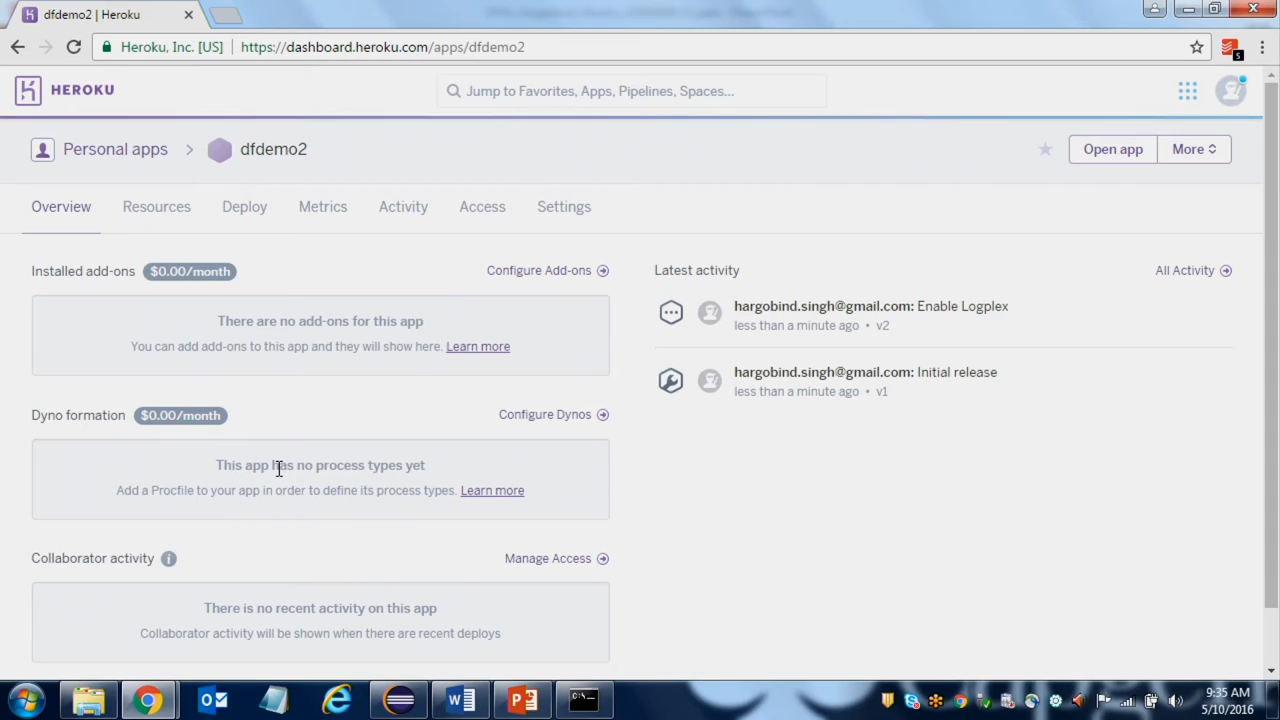 dfdemo2 | Heroku
Heroku, Inc. [US] https://dashboard.heroku.com/apps/dfdemo2
5
HEROKU
Jump to Favorites, Apps, Pipelines, Spaces...
Personal apps > dfdemo2
Open app
More
Overview Resources Deploy Metrics Activity Access Settings
Installed add-ons $0.00/month
Configure Add-ons
There are no add-ons for this app
You can add add-ons to this app and they will show here. Learn more
Dyno formation $0.00/month
Configure Dynos
This app has no process types yet
Add a Procfile to your app in order to define its process types. Learn more
Collaborator activity
Manage Access
There is no recent activity on this app
Collaborator activity will be shown when there are recent deploys
Latest activity
All Activity
hargobind.singh@gmail.com: Enable Logplex
less than a minute ago • v2
hargobind.singh@gmail.com: Initial release
less than a minute ago • v1
9:35 AM
5/10/2016